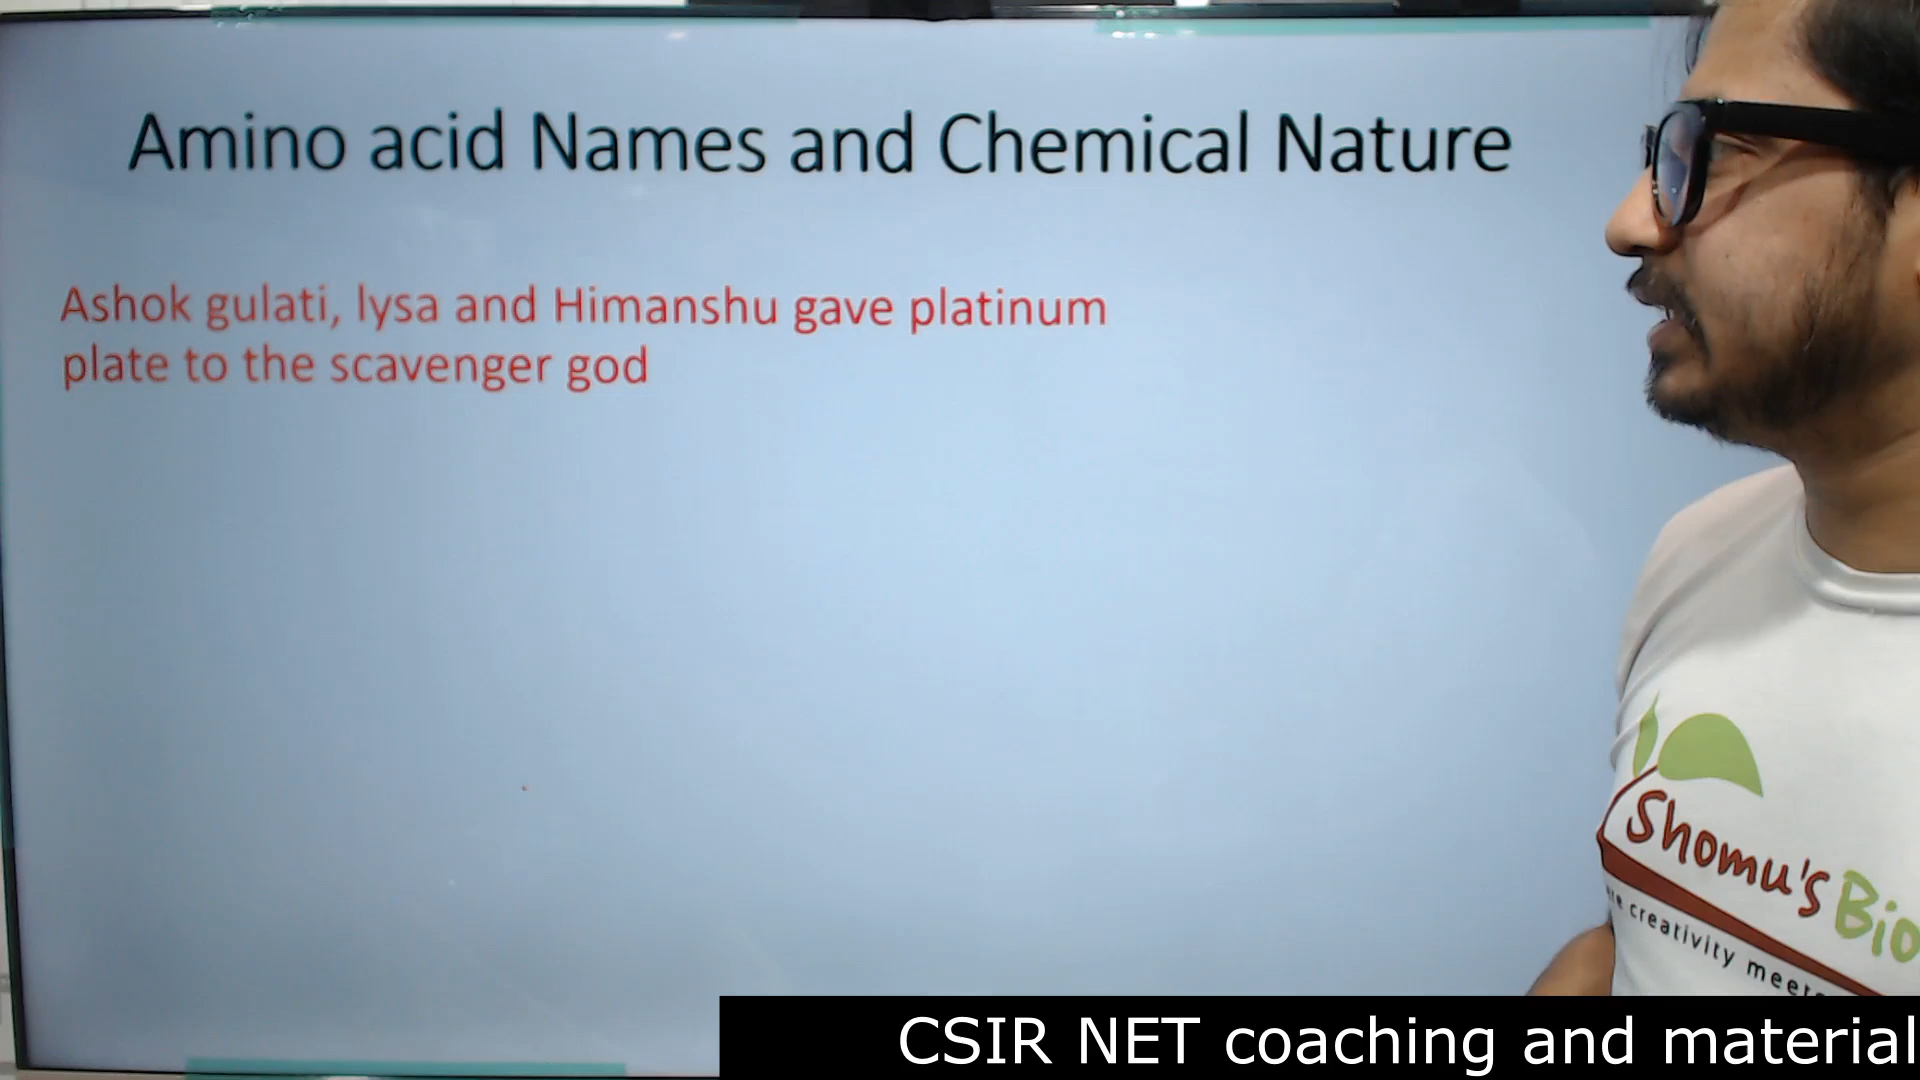 Amino acid Names and Chemical Nature
Ashok gulati, lysa and Himanshu gave platinum
plate to the scavenger god
Shomu's Bio
creativity meets
CSIR NET coaching and material